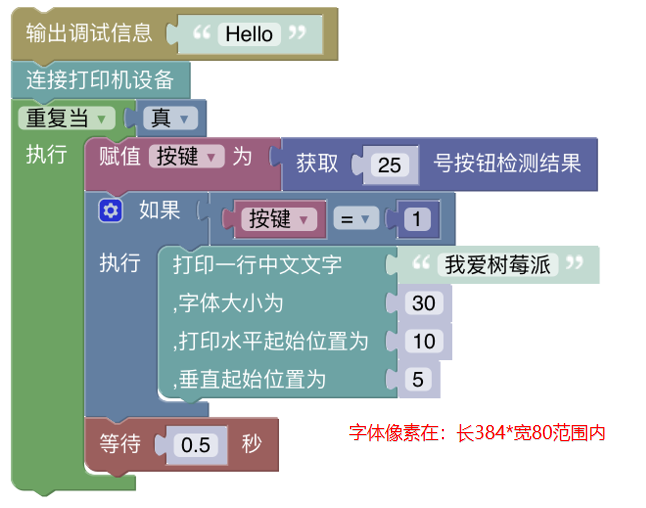 输出调试信息 “ Hello ”
连接打印机设备
重复当 真
执行 赋值 按键 为 获取 25 号按钮检测结果
如果 按键 = 1
执行 打印一行中文文字 “ 我爱树莓派 ”
,字体大小为 30
,打印水平起始位置为 10
,垂直起始位置为 5
等待 0.5 秒
字体像素在：长384*宽80范围内